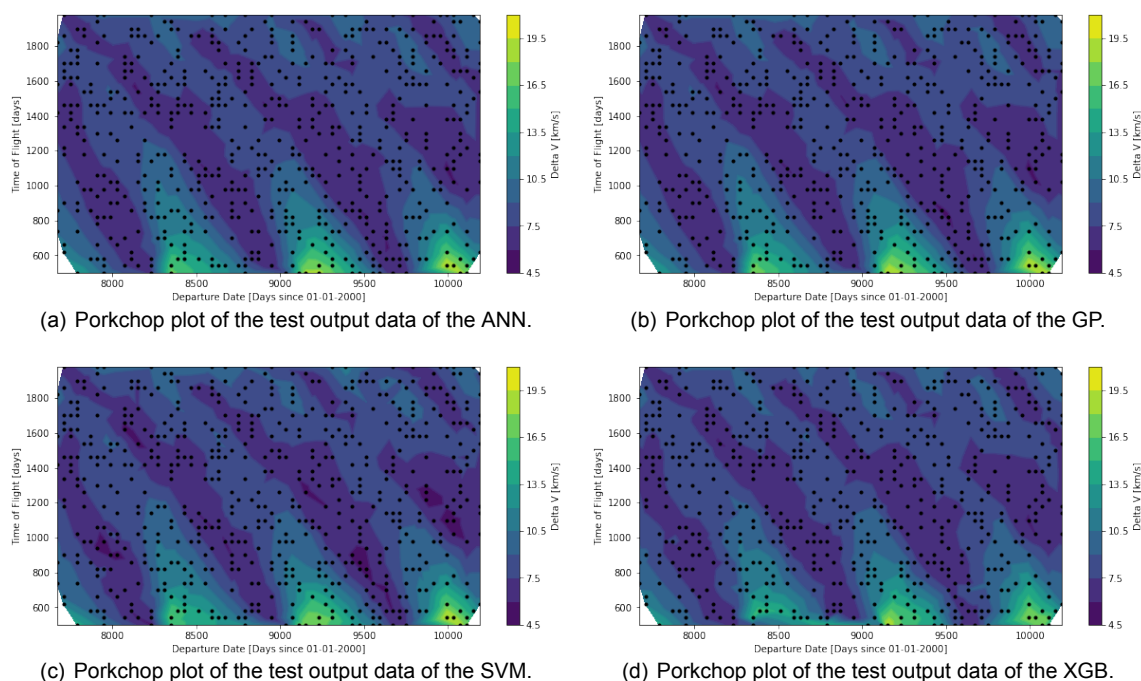 1800
1600
1400
1200
1000
800
600
Time of Flight [days]
8000 8500 9000 9500 10000
Departure Date [Days since 01-01-2000]
19.5
16.5
13.5
10.5
7.5
4.5
Delta V [km/s]
(a) Porkchop plot of the test output data of the ANN.
1800
1600
1400
1200
1000
800
600
Time of Flight [days]
8000 8500 9000 9500 10000
Departure Date [Days since 01-01-2000]
19.5
16.5
13.5
10.5
7.5
4.5
Delta V [km/s]
(b) Porkchop plot of the test output data of the GP.
1800
1600
1400
1200
1000
800
600
Time of Flight [days]
8000 8500 9000 9500 10000
Departure Date [Days since 01-01-2000]
19.5
16.5
13.5
10.5
7.5
4.5
Delta V [km/s]
(c) Porkchop plot of the test output data of the SVM.
1800
1600
1400
1200
1000
800
600
Time of Flight [days]
8000 8500 9000 9500 10000
Departure Date [Days since 01-01-2000]
19.5
16.5
13.5
10.5
7.5
4.5
Delta V [km/s]
(d) Porkchop plot of the test output data of the XGB.